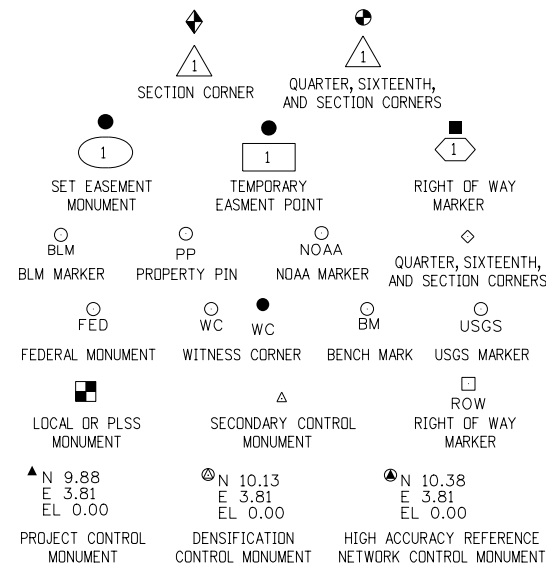 1
SECTION CORNER
1
QUARTER, SIXTEENTH,
AND SECTION CORNERS
1
SET EASEMENT
MONUMENT
1
TEMPORARY
EASMENT POINT
1
RIGHT OF WAY
MARKER
BLM
BLM MARKER
PP
PROPERTY PIN
NOAA
NOAA MARKER
QUARTER, SIXTEENTH,
AND SECTION CORNERS
FED
FEDERAL MONUMENT
WC WC
WITNESS CORNER
BM
BENCH MARK
USGS
USGS MARKER
LOCAL OR PLSS
MONUMENT
SECONDARY CONTROL
MONUMENT
ROW
RIGHT OF WAY
MARKER
N 9.88
E 3.81
EL 0.00
PROJECT CONTROL
MONUMENT
N 10.13
E 3.81
EL 0.00
DENSIFICATION
CONTROL MONUMENT
N 10.38
E 3.81
EL 0.00
HIGH ACCURACY REFERENCE
NETWORK CONTROL MONUMENT